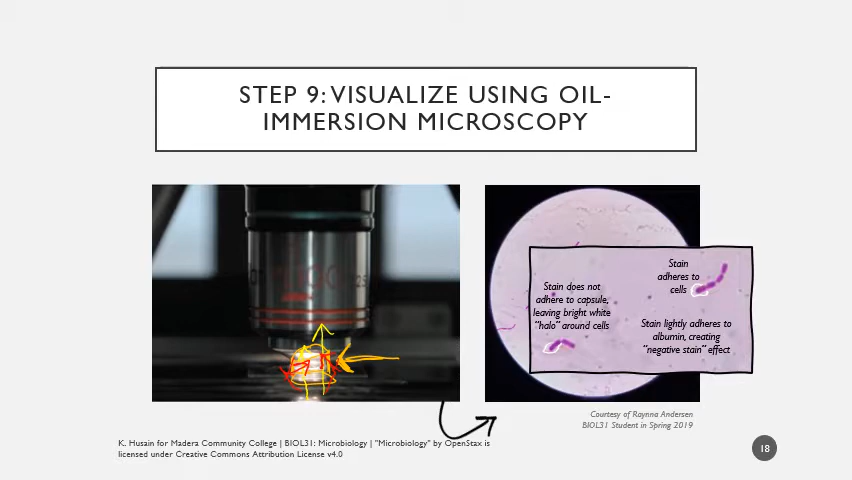 STEP 9: VISUALIZE USING OIL-
IMMERSION MICROSCOPY
Stain
adheres to
cells
Stain does not
adhere to capsule,
leaving bright white
"halo" around cells
Stain lightly adheres to
albumin, creating
"negative stain" effect
Courtesy of Raynna Andersen
BIOL31 Student in Spring 2019
K. Husain for Madera Community College | BIOL31: Microbiology | "Microbiology" by OpenStax is
licensed under Creative Commons Attribution License v4.0
18